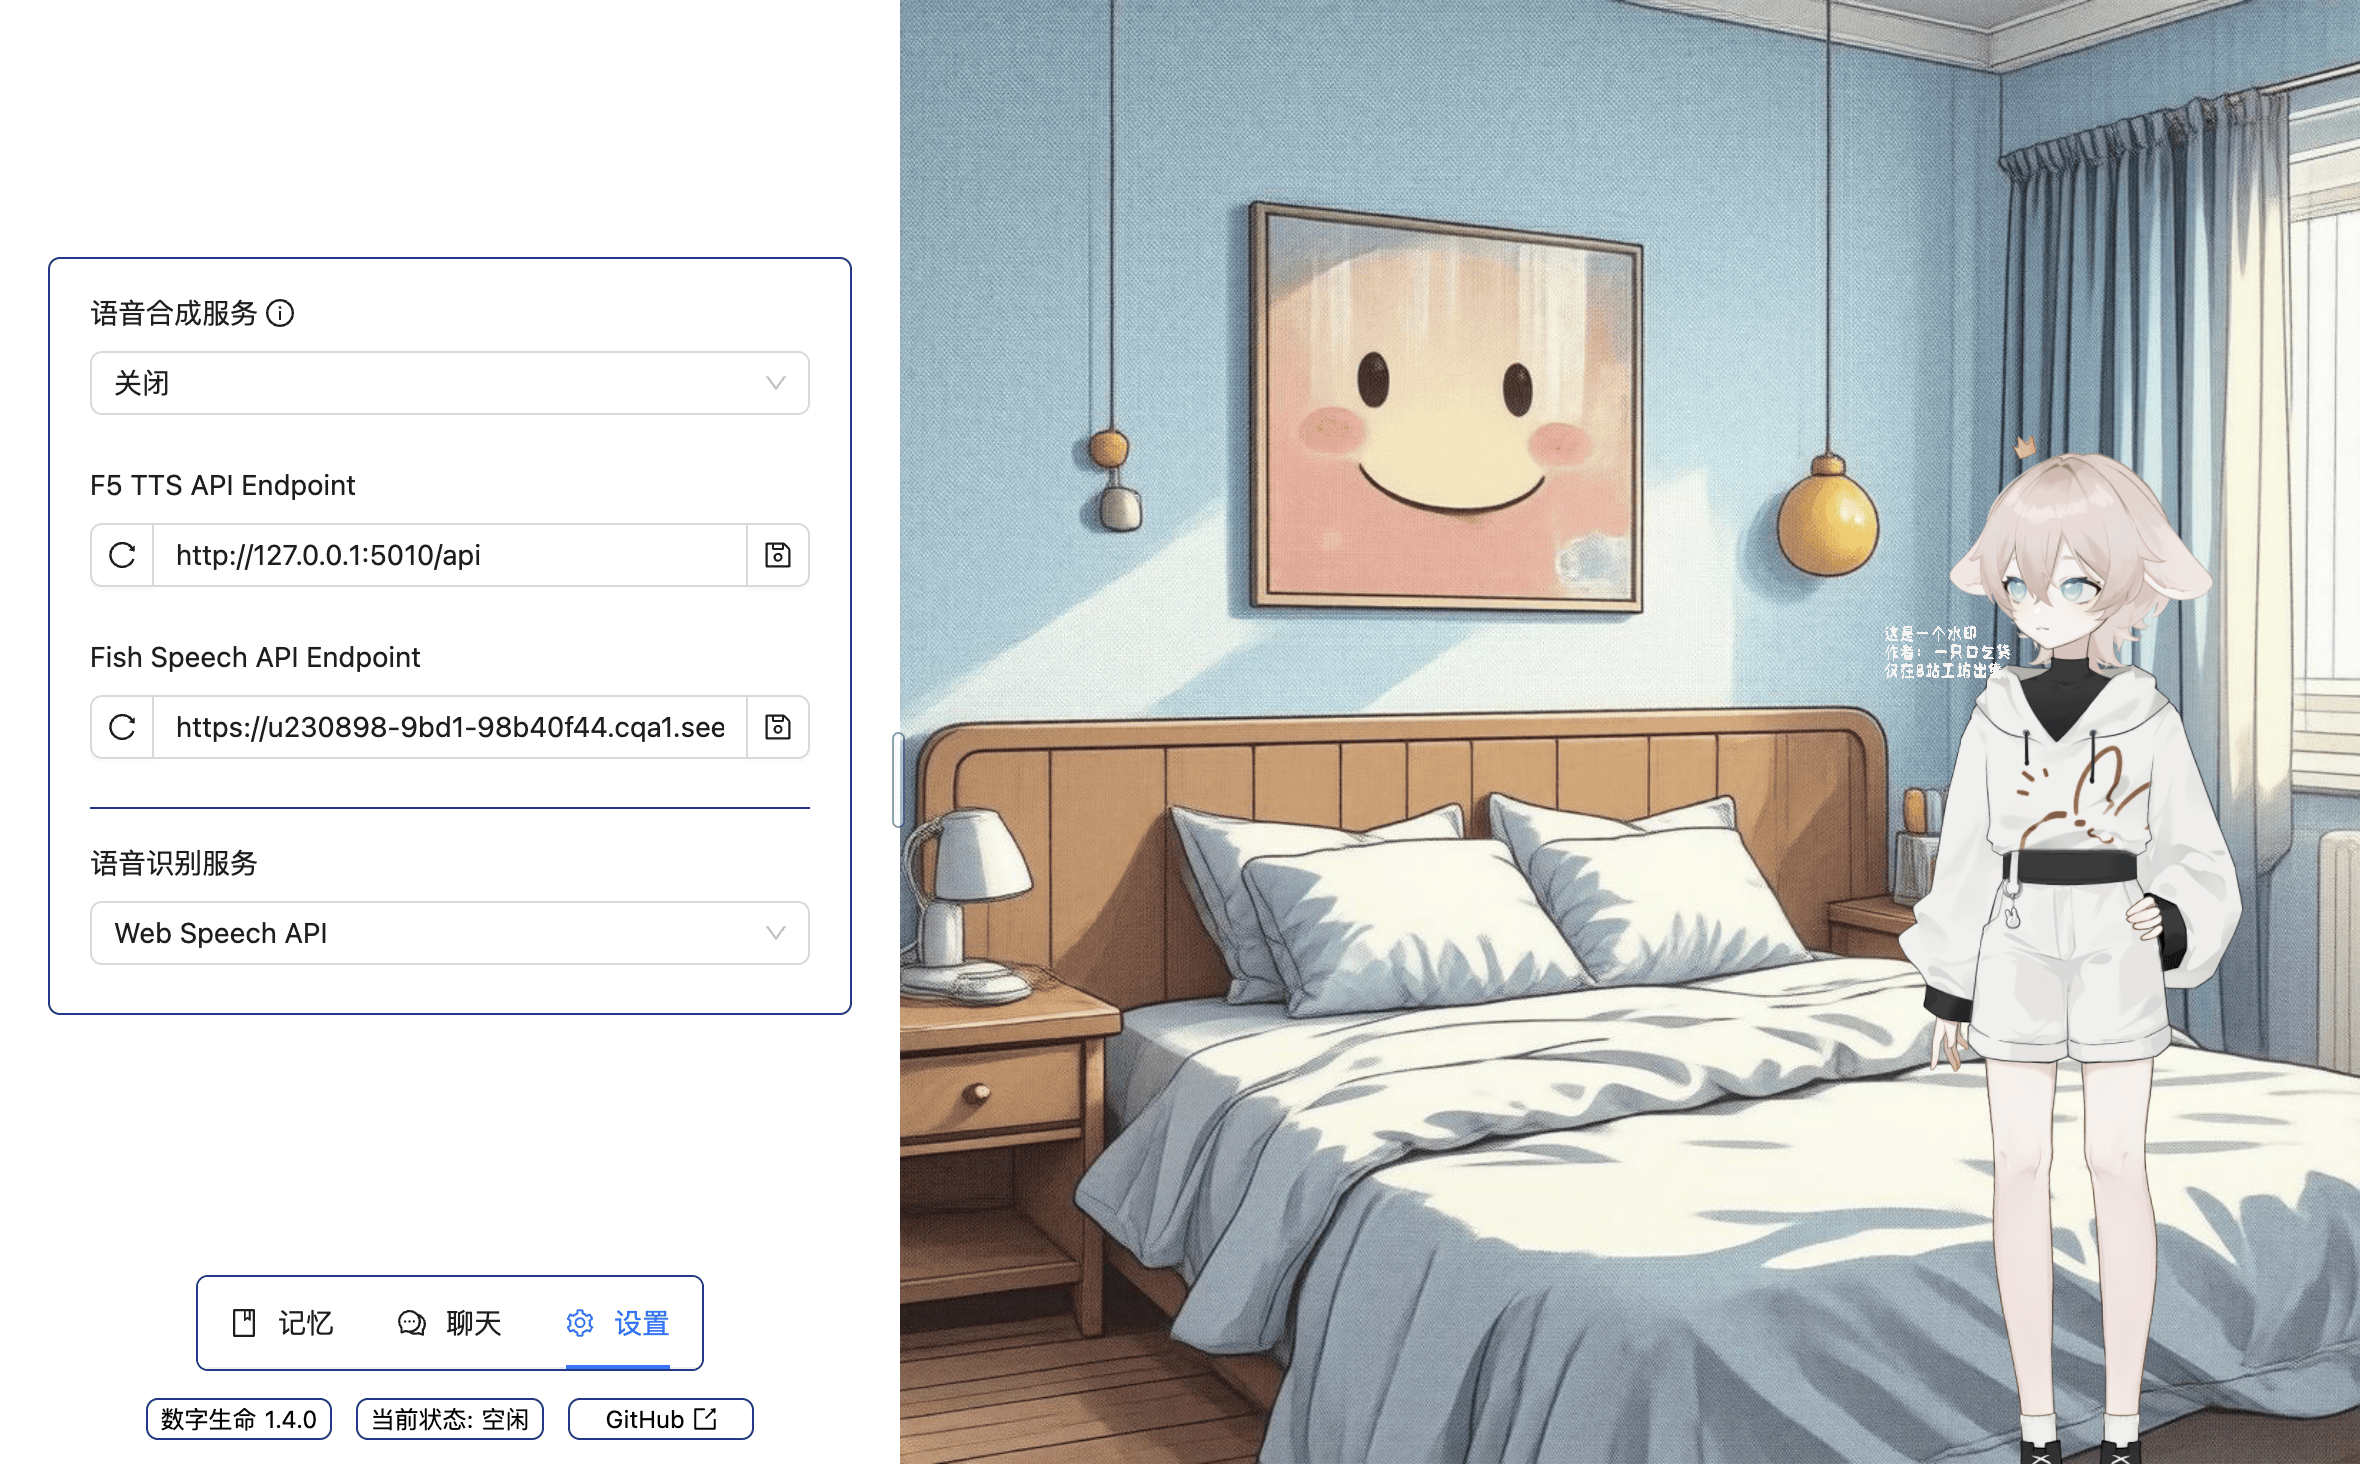 语音合成服务
关闭
F5 TTS API Endpoint
http://127.0.0.1:5010/api
Fish Speech API Endpoint
https://u230898-9bd1-98b40f44.cqa1.see
语音识别服务
Web Speech API
记忆 聊天 设置
数字生命 1.4.0 当前状态: 空闲 GitHub
这是一个水印
作者：一只口乞货
仅在B站工坊出售